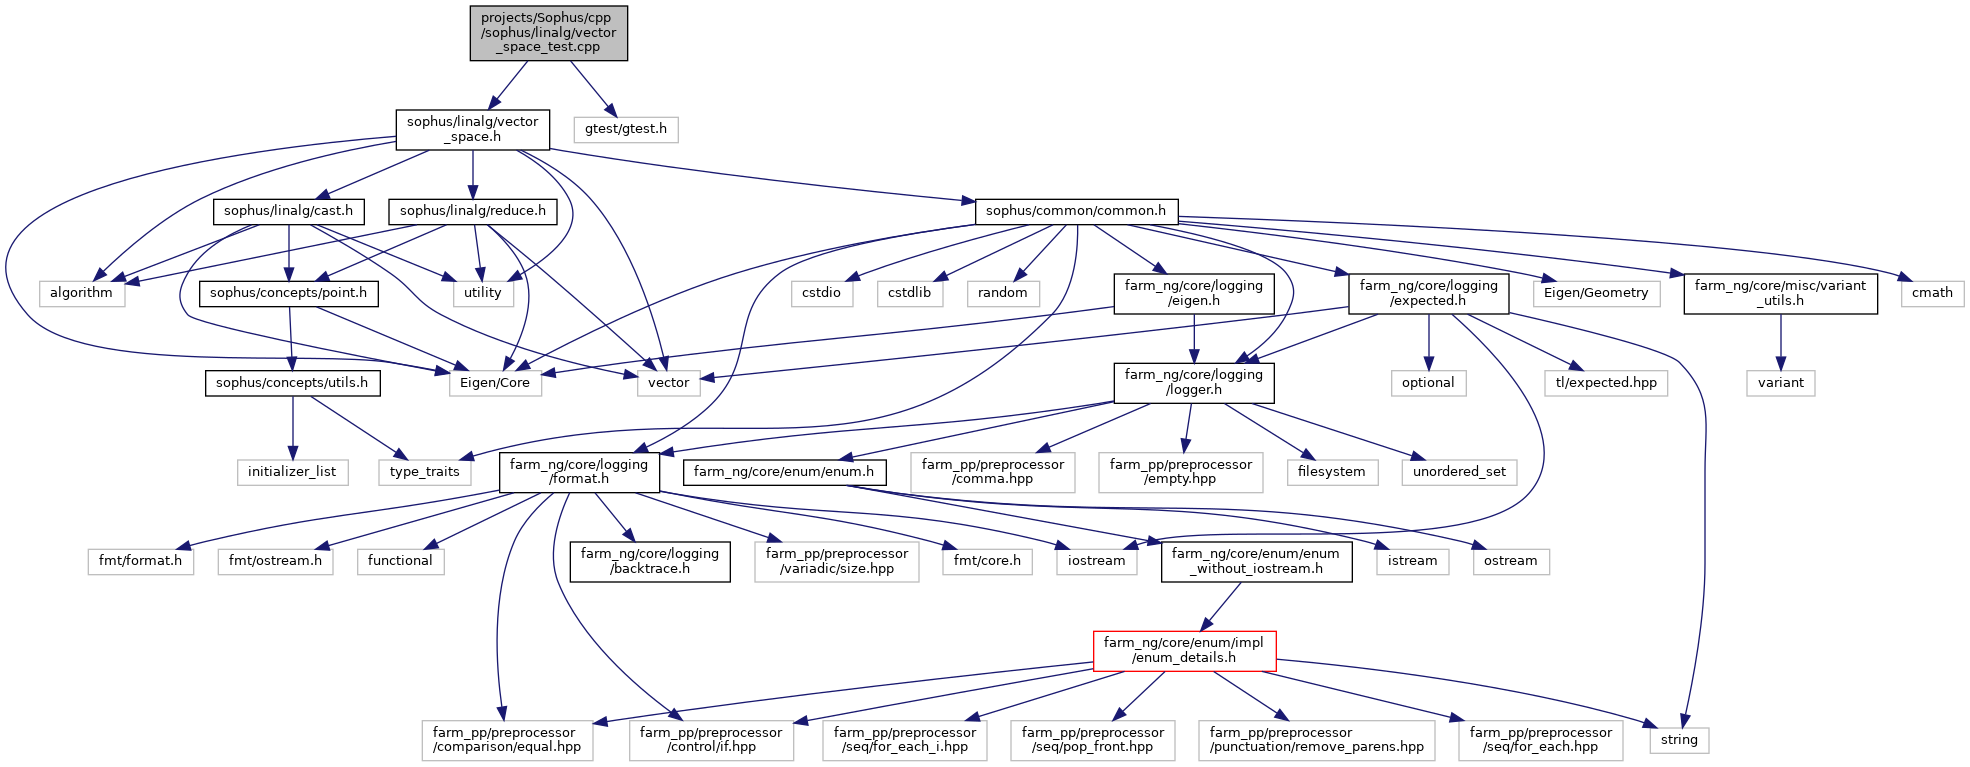 projects/Sophus/cpp
/sophus/linalg/vector
_space_test.cpp
sophus/linalg/vector
_space.h
gtest/gtest.h
sophus/linalg/cast.h
sophus/linalg/reduce.h
sophus/common/common.h
algorithm
sophus/concepts/point.h
utility
cstdio
cstdlib
random
farm_ng/core/logging
/eigen.h
farm_ng/core/logging
/expected.h
Eigen/Geometry
farm_ng/core/misc/variant
_utils.h
cmath
sophus/concepts/utils.h
Eigen/Core
vector
farm_ng/core/logging
/logger.h
optional
tl/expected.hpp
variant
initializer_list
type_traits
farm_ng/core/logging
/format.h
farm_ng/core/enum/enum.h
farm_pp/preprocessor
/comma.hpp
farm_pp/preprocessor
/empty.hpp
filesystem
unordered_set
fmt/format.h
fmt/ostream.h
functional
farm_ng/core/logging
/backtrace.h
farm_pp/preprocessor
/variadic/size.hpp
fmt/core.h
iostream
farm_ng/core/enum/enum
_without_iostream.h
istream
ostream
farm_ng/core/enum/impl
/enum_details.h
farm_pp/preprocessor
/comparison/equal.hpp
farm_pp/preprocessor
/control/if.hpp
farm_pp/preprocessor
/seq/for_each_i.hpp
farm_pp/preprocessor
/seq/pop_front.hpp
farm_pp/preprocessor
/punctuation/remove_parens.hpp
farm_pp/preprocessor
/seq/for_each.hpp
string